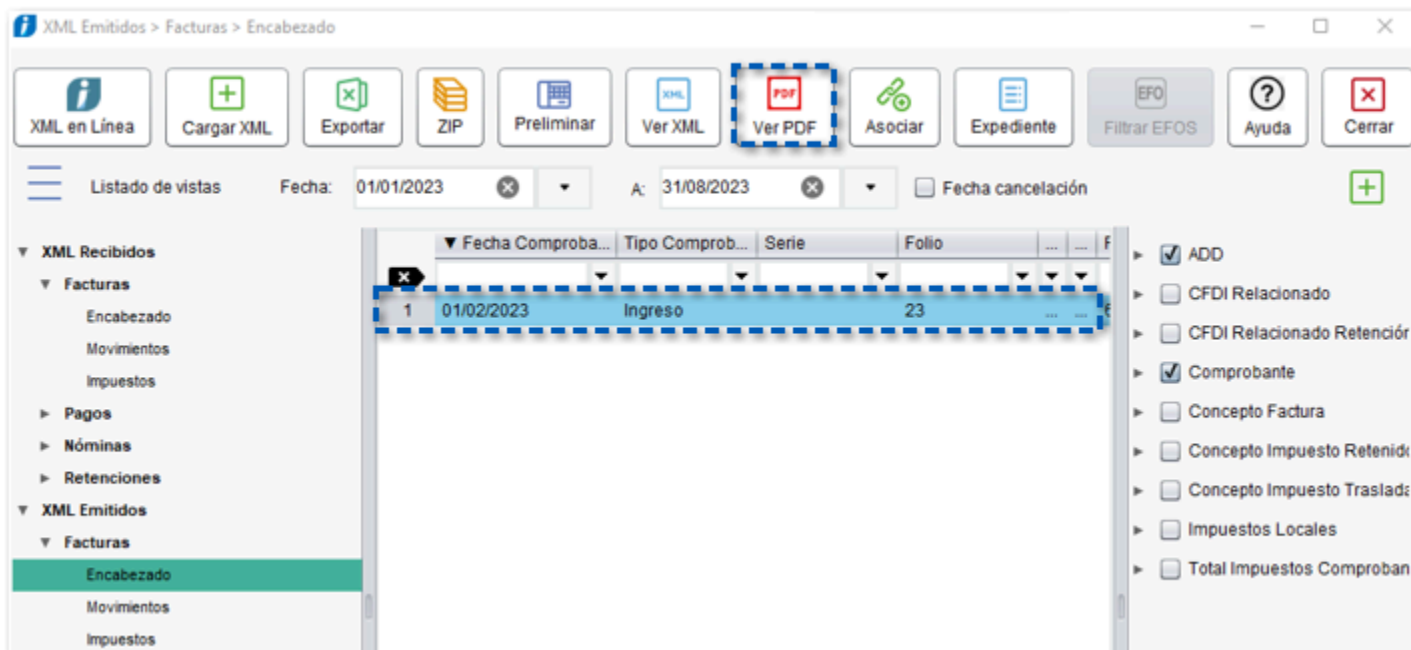 XML Emitidos > Facturas > Encabezado
XML en Línea
Cargar XML
Exportar
ZIP
Preliminar
XML
Ver XML
PDF
Ver PDF
Asociar
Expediente
EFO
Filtrar EFOS
Ayuda
Cerrar
Listado de vistas
Fecha: 01/01/2023
A: 31/08/2023
Fecha cancelación
XML Recibidos
Facturas
Encabezado
Movimientos
Impuestos
Pagos
Nóminas
Retenciones
XML Emitidos
Facturas
Encabezado
Movimientos
Impuestos
Fecha Comproba... Tipo Comprob... Serie Folio ... ... F
1 01/02/2023 Ingreso 23 ... ...
ADD
CFDI Relacionado
CFDI Relacionado Retención
Comprobante
Concepto Factura
Concepto Impuesto Retenid
Concepto Impuesto Traslada
Impuestos Locales
Total Impuestos Comproban